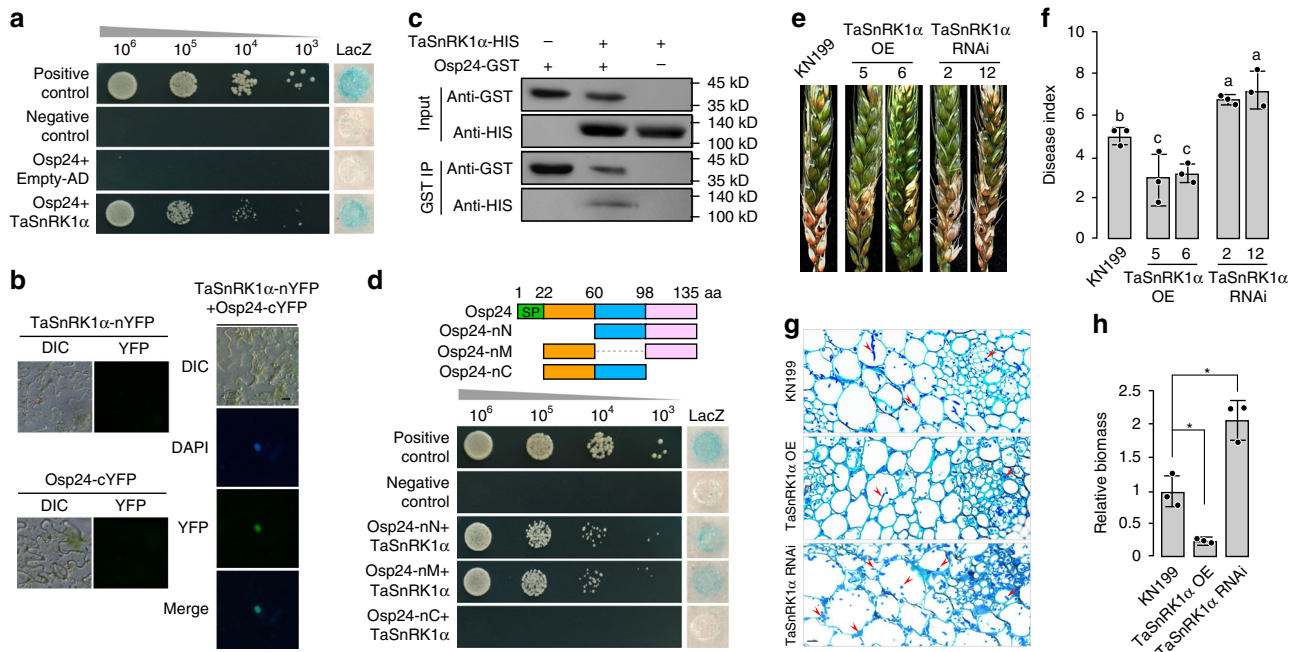 a
10⁶ 10⁵ 10⁴ 10³ LacZ
Positive
control
Negative
control
Osp24+
Empty-AD
Osp24+
TaSnRK1α
b
TaSnRK1α-nYFP
DIC YFP
Osp24-cYFP
DIC YFP
TaSnRK1α-nYFP
+Osp24-cYFP
DIC
DAPI
YFP
Merge
c
TaSnRK1α-HIS − + +
Osp24-GST + + −
Input
Anti-GST 45 kD
35 kD
Anti-HIS 140 kD
100 kD
GST IP
Anti-GST 45 kD
35 kD
Anti-HIS 140 kD
100 kD
d
1 22 60 98 135 aa
Osp24 SP
Osp24-nN
Osp24-nM
Osp24-nC
10⁶ 10⁵ 10⁴ 10³ LacZ
Positive
control
Negative
control
Osp24-nN+
TaSnRK1α
Osp24-nM+
TaSnRK1α
Osp24-nC+
TaSnRK1α
e
KN199
TaSnRK1α
OE
TaSnRK1α
RNAi
5 6 2 12
f
Disease index
10
8
6
4
2
0
b c c a a
KN199
5 6 2 12
TaSnRK1α
OE
TaSnRK1α
RNAi
g
KN199
TaSnRK1α OE
TaSnRK1α RNAi
h
Relative biomass
2.5
2
1.5
1
0.5
0
* *
KN199
TaSnRK1α OE
TaSnRK1α RNAi